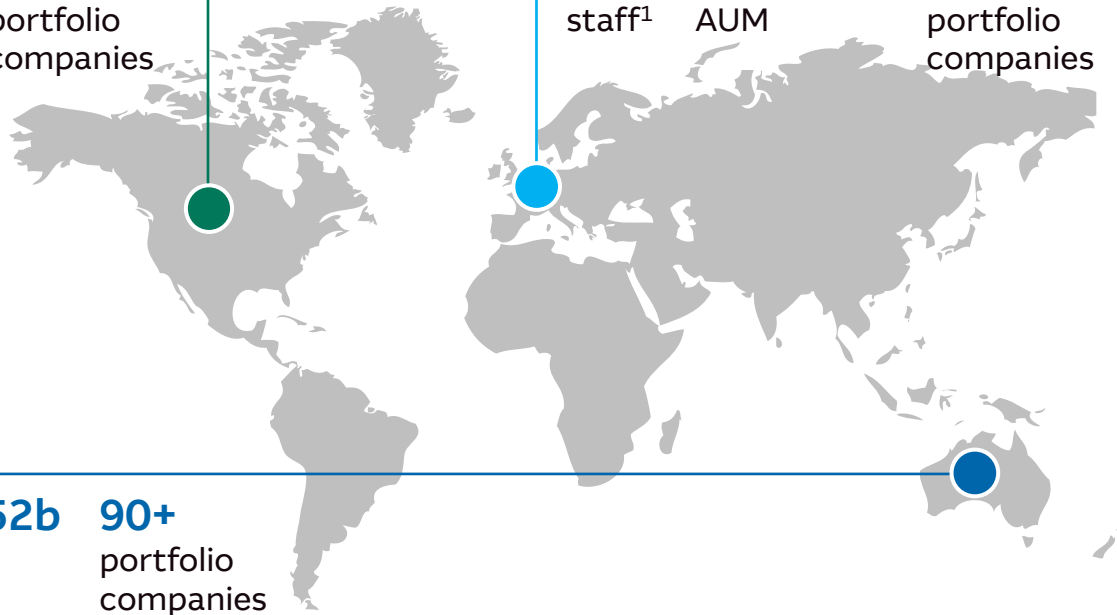 portfolio
companies
staff¹ AUM
portfolio
companies
52b 90+
portfolio
companies